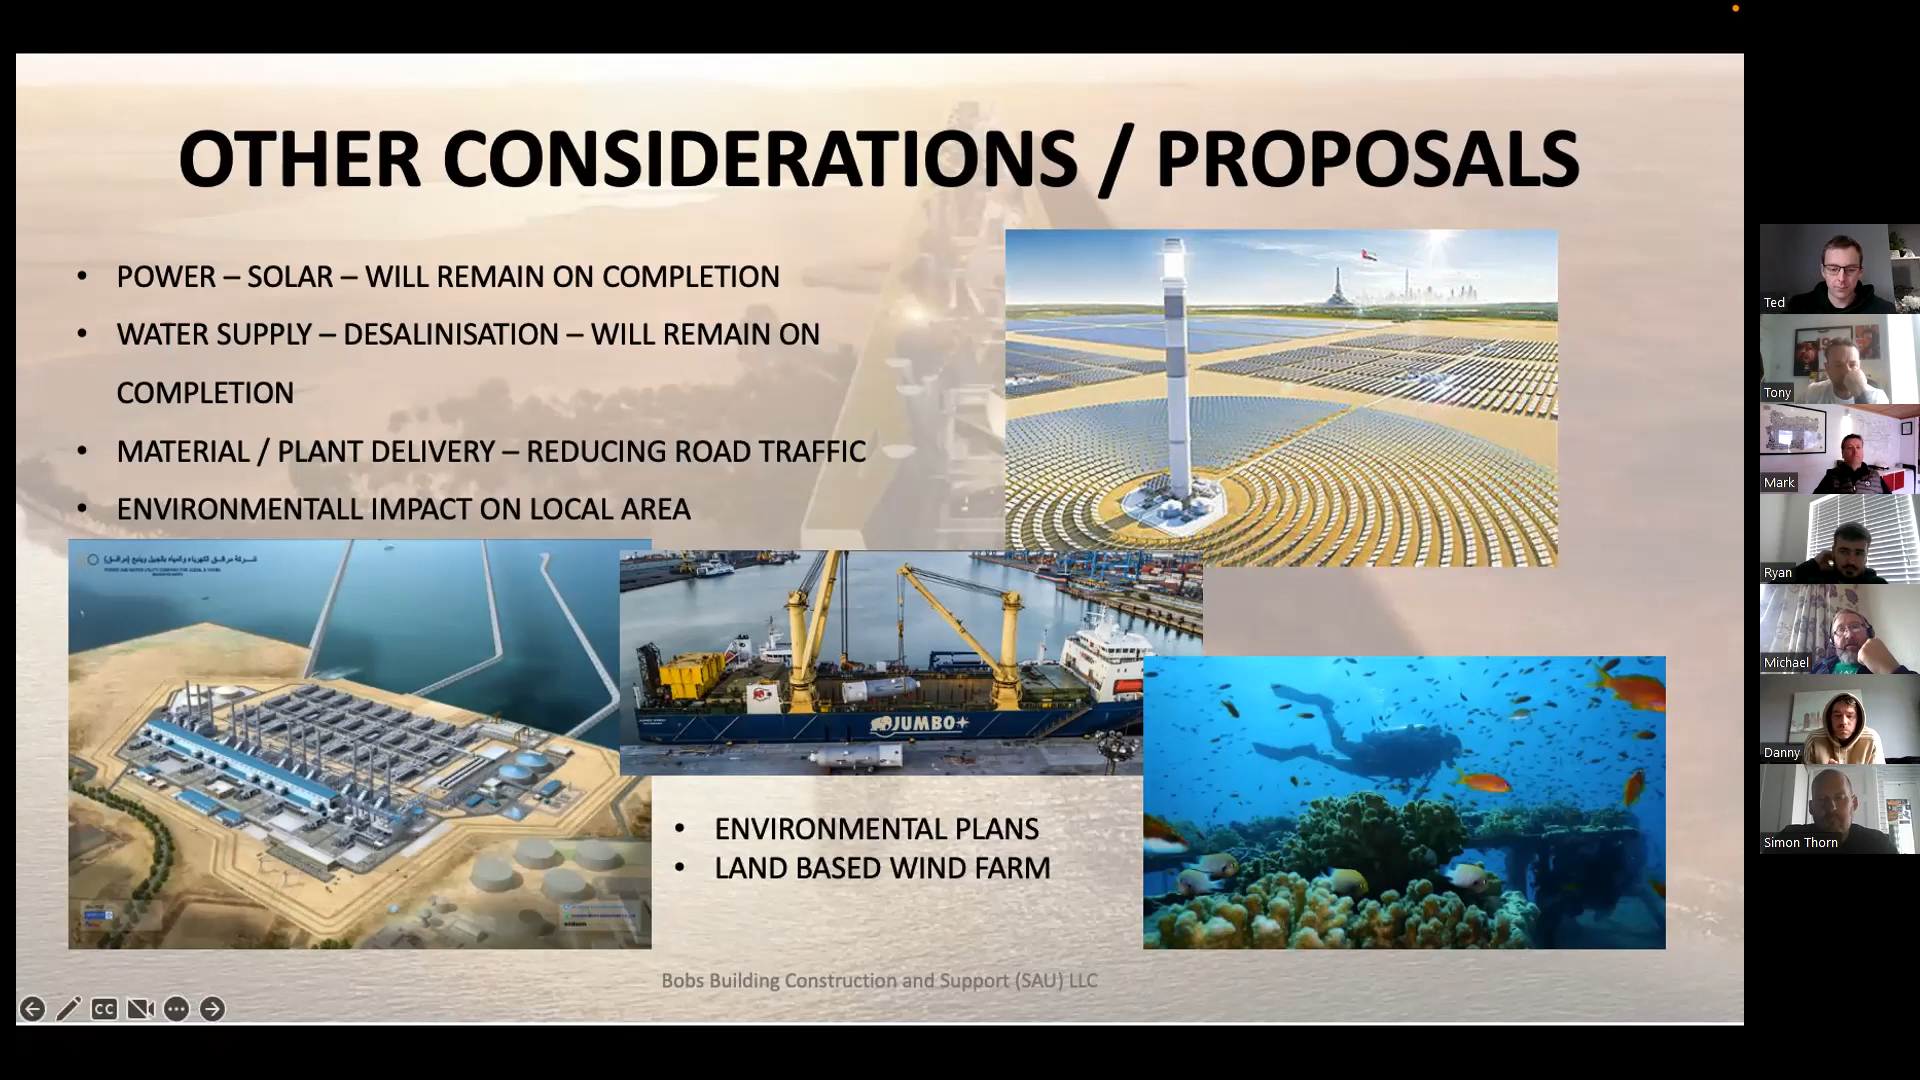 OTHER CONSIDERATIONS / PROPOSALS
• POWER – SOLAR – WILL REMAIN ON COMPLETION
• WATER SUPPLY – DESALINISATION – WILL REMAIN ON
COMPLETION
• MATERIAL / PLANT DELIVERY – REDUCING ROAD TRAFFIC
• ENVIRONMENTALL IMPACT ON LOCAL AREA
JUMBO
• ENVIRONMENTAL PLANS
• LAND BASED WIND FARM
Bobs Building Construction and Support (SAU) LLC
CC
Ted
Tony
Mark
Ryan
Michael
Danny
Simon Thorn